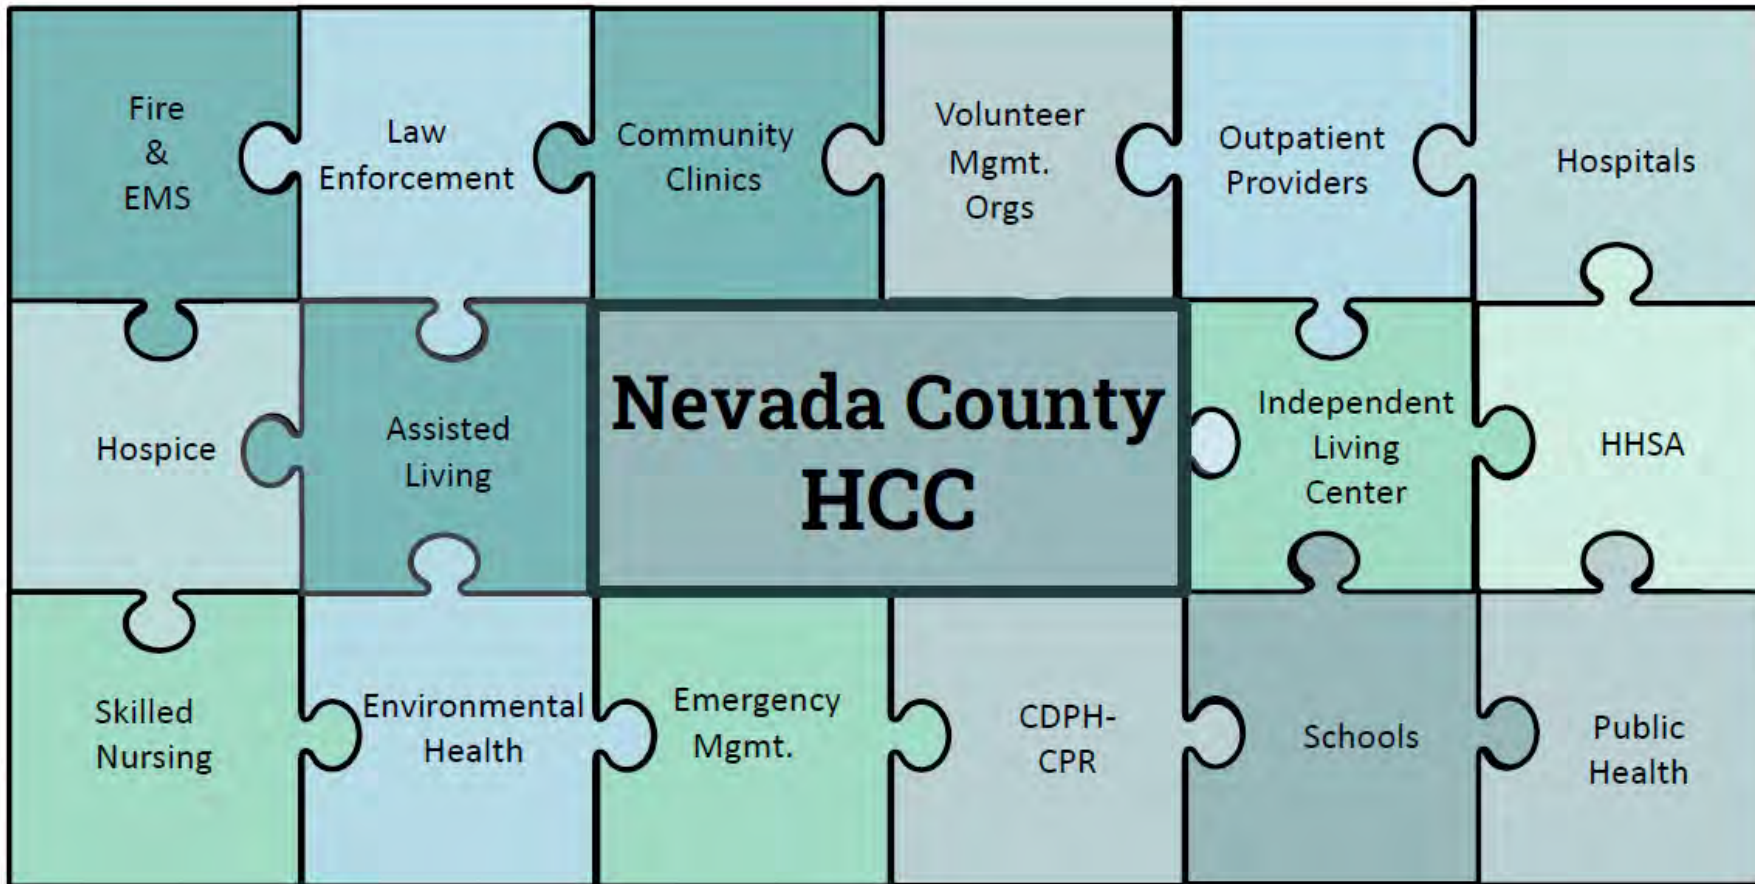 Fire
&
EMS
Law
Enforcement
Community
Clinics
Volunteer
Mgmt.
Orgs
Outpatient
Providers
Hospitals
Hospice
Assisted
Living
Nevada County
HCC
Independent
Living
Center
HHSA
Skilled
Nursing
Environmental
Health
Emergency
Mgmt.
CDPH-
CPR
Schools
Public
Health